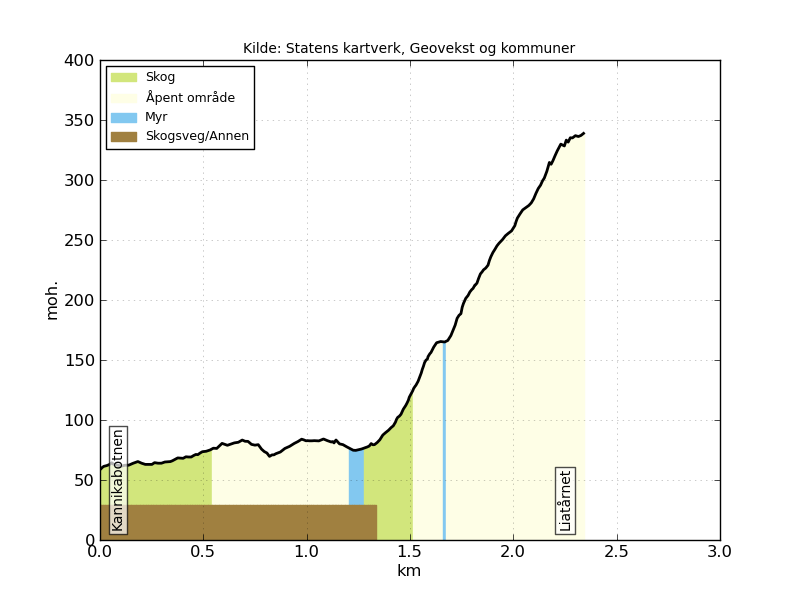 Kilde: Statens kartverk, Geovekst og kommuner
400
350
300
250
200
150
100
50
0
moh.
Skog
Åpent område
Myr
Skogsveg/Annen
Kannikabotnen
Liatårnet
0.0 0.5 1.0 1.5 2.0 2.5 3.0
km